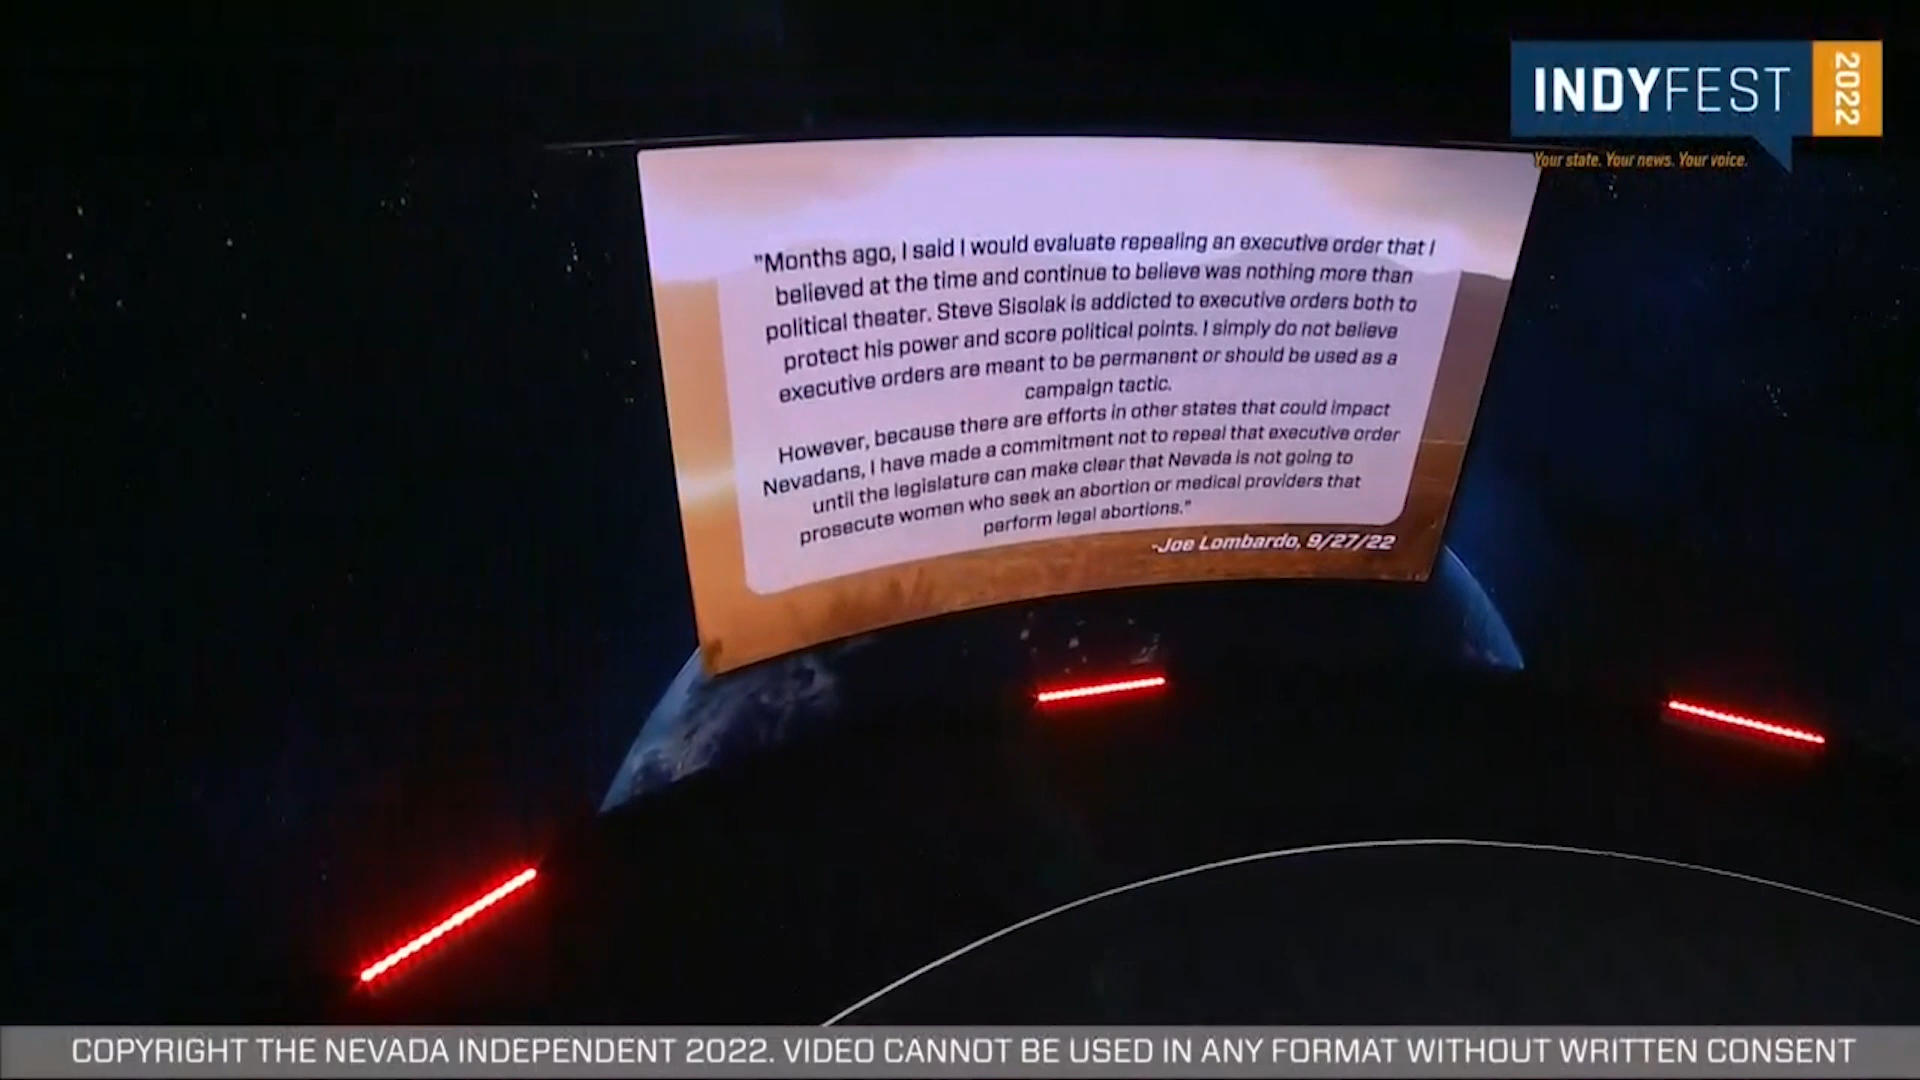 INDYFEST 2022
Your state. Your news. Your voice.
"Months ago, I said I would evaluate repealing an executive order that I
believed at the time and continue to believe was nothing more than
political theater. Steve Sisolak is addicted to executive orders both to
protect his power and score political points. I simply do not believe
executive orders are meant to be permanent or should be used as a
campaign tactic.
However, because there are efforts in other states that could impact
Nevadans, I have made a commitment not to repeal that executive order
until the legislature can make clear that Nevada is not going to
prosecute women who seek an abortion or medical providers that
perform legal abortions."
-Joe Lombardo, 9/27/22
COPYRIGHT THE NEVADA INDEPENDENT 2022. VIDEO CANNOT BE USED IN ANY FORMAT WITHOUT WRITTEN CONSENT